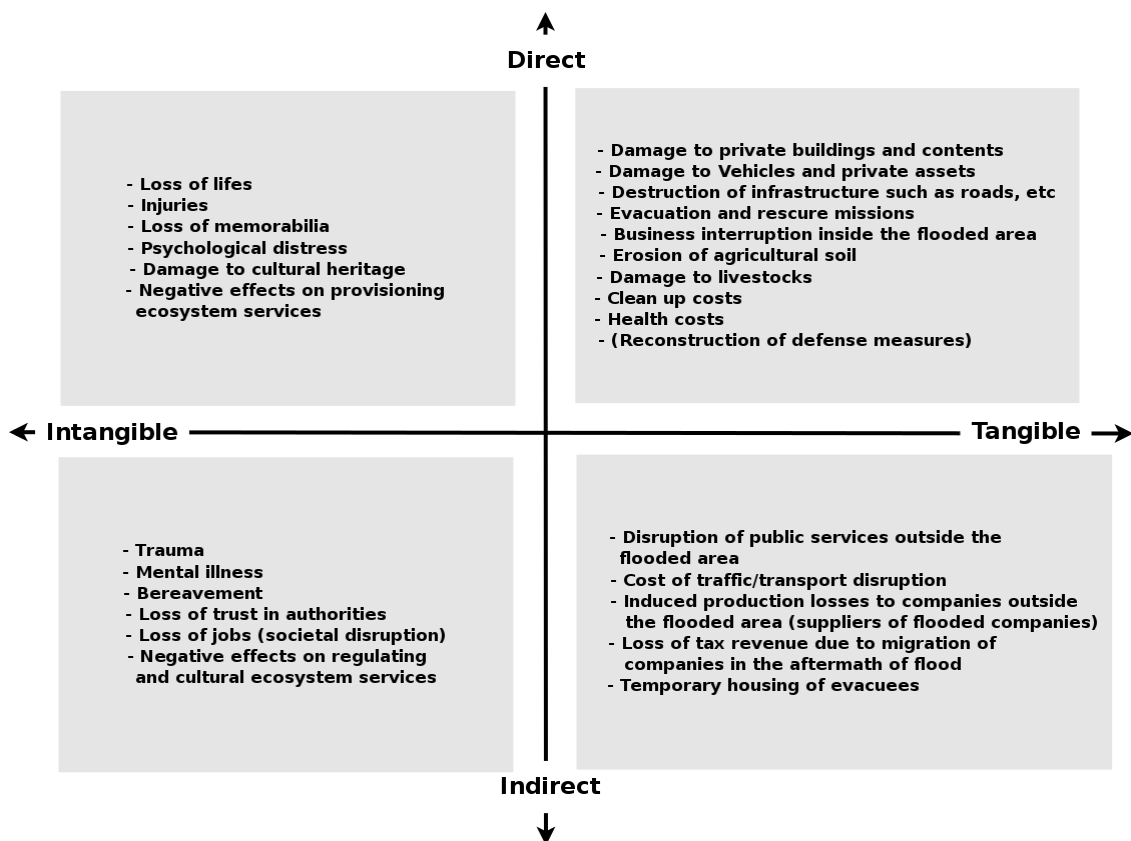 Direct
- Loss of lifes
- Injuries
- Loss of memorabilia
- Psychological distress
- Damage to cultural heritage
- Negative effects on provisioning
ecosystem services
- Damage to private buildings and contents
- Damage to Vehicles and private assets
- Destruction of infrastructure such as roads, etc
- Evacuation and rescure missions
- Business interruption inside the flooded area
- Erosion of agricultural soil
- Damage to livestocks
- Clean up costs
- Health costs
- (Reconstruction of defense measures)
Intangible
Tangible
- Trauma
- Mental illness
- Bereavement
- Loss of trust in authorities
- Loss of jobs (societal disruption)
- Negative effects on regulating
and cultural ecosystem services
- Disruption of public services outside the
flooded area
- Cost of traffic/transport disruption
- Induced production losses to companies outside
the flooded area (suppliers of flooded companies)
- Loss of tax revenue due to migration of
companies in the aftermath of flood
- Temporary housing of evacuees
Indirect